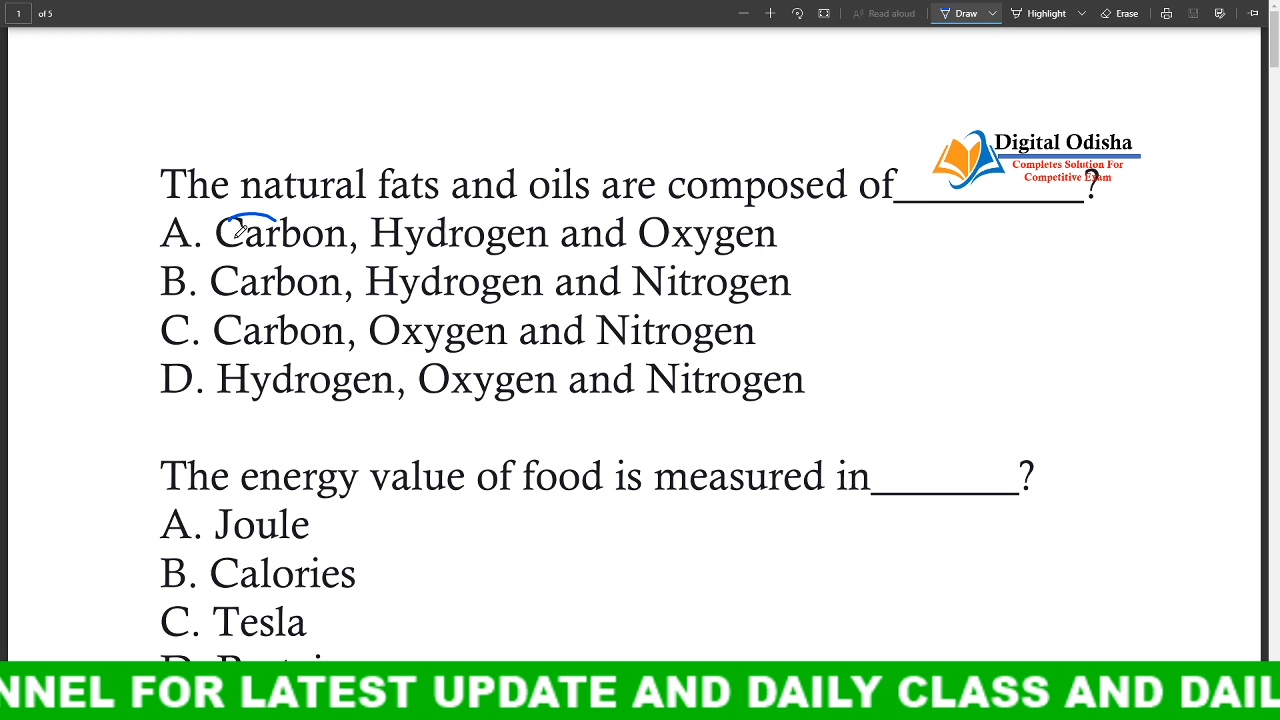 1 of 5
Read aloud
Draw
Highlight
Erase
Digital Odisha
Completes Solution For
Competitive Exam
The natural fats and oils are composed of_________?
A. Carbon, Hydrogen and Oxygen
B. Carbon, Hydrogen and Nitrogen
C. Carbon, Oxygen and Nitrogen
D. Hydrogen, Oxygen and Nitrogen
The energy value of food is measured in_______?
A. Joule
B. Calories
C. Tesla
NNEL FOR LATEST UPDATE AND DAILY CLASS AND DAIL